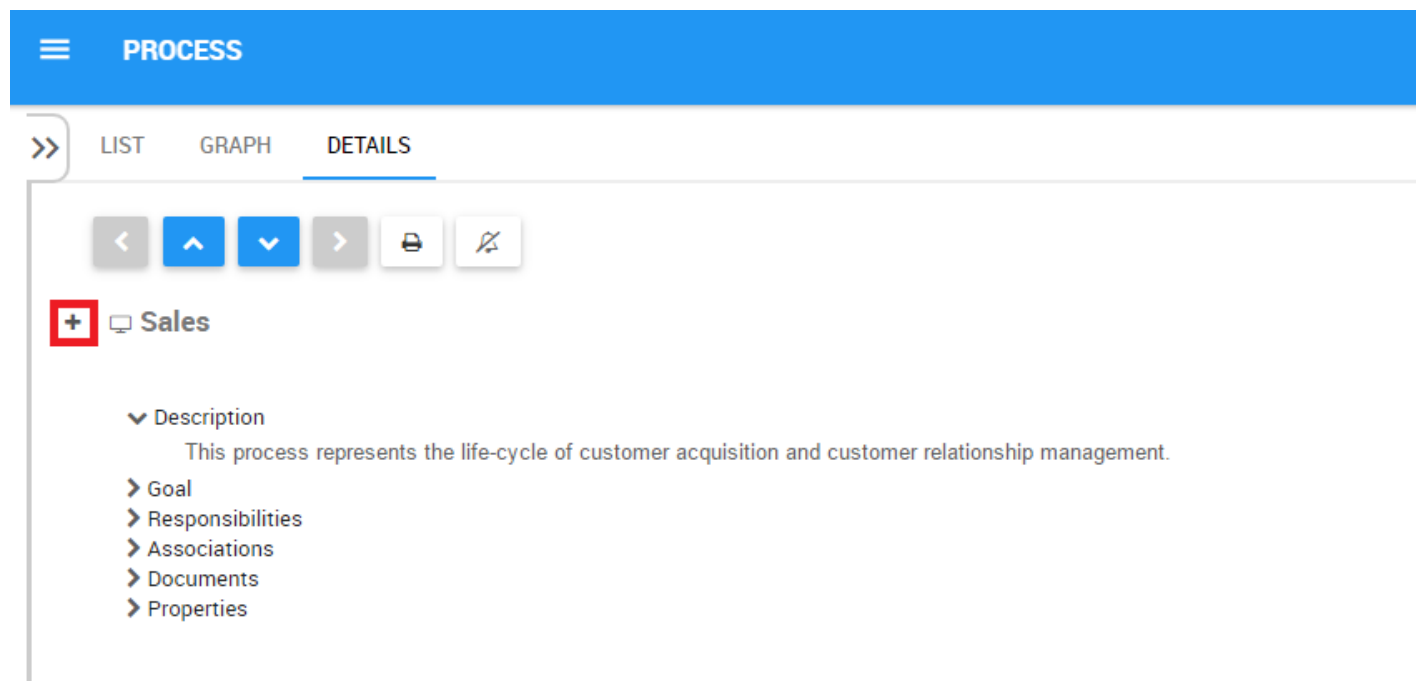 PROCESS
LIST GRAPH DETAILS
Sales
Description
This process represents the life-cycle of customer acquisition and customer relationship management.
Goal
Responsibilities
Associations
Documents
Properties